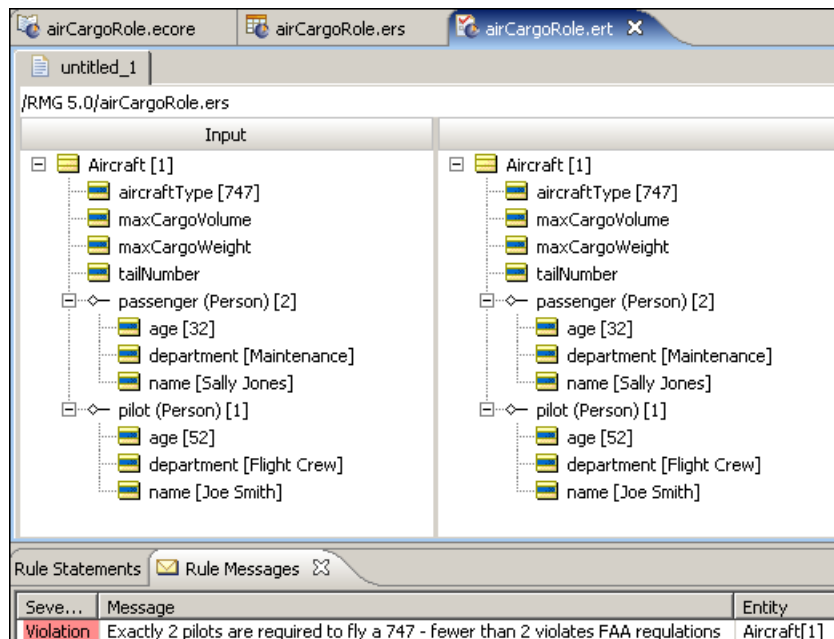 airCargoRole.ecore airCargoRole.ers airCargoRole.ert
untitled_1
/RMG 5.0/airCargoRole.ers
Input
Aircraft [1]
aircraftType [747]
maxCargoVolume
maxCargoWeight
tailNumber
passenger (Person) [2]
age [32]
department [Maintenance]
name [Sally Jones]
pilot (Person) [1]
age [52]
department [Flight Crew]
name [Joe Smith]
Aircraft [1]
aircraftType [747]
maxCargoVolume
maxCargoWeight
tailNumber
passenger (Person) [2]
age [32]
department [Maintenance]
name [Sally Jones]
pilot (Person) [1]
age [52]
department [Flight Crew]
name [Joe Smith]
Rule Statements Rule Messages
Seve... Message Entity
Violation Exactly 2 pilots are required to fly a 747 - fewer than 2 violates FAA regulations Aircraft[1]